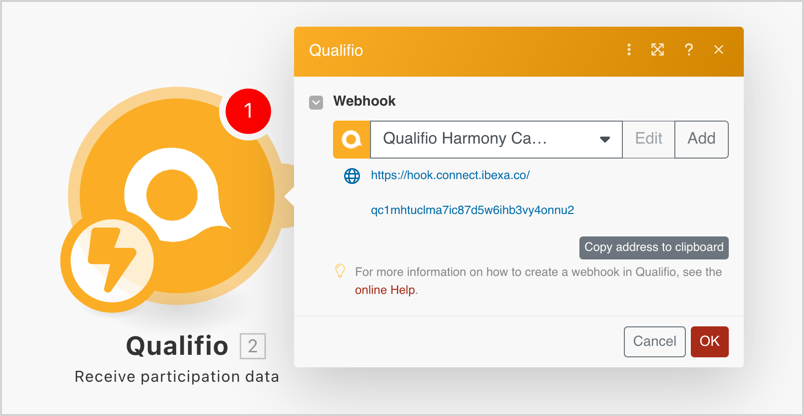 Qualifio
?
Webhook
Qualifio Harmony Ca...
Edit
Add
https://hook.connect.ibexa.co/
qc1mhtuclma7ic87d5w6ihb3vy4onnu2
Copy address to clipboard
For more information on how to create a webhook in Qualifio, see the
online Help.
Cancel
OK
1
Qualifio 2
Receive participation data